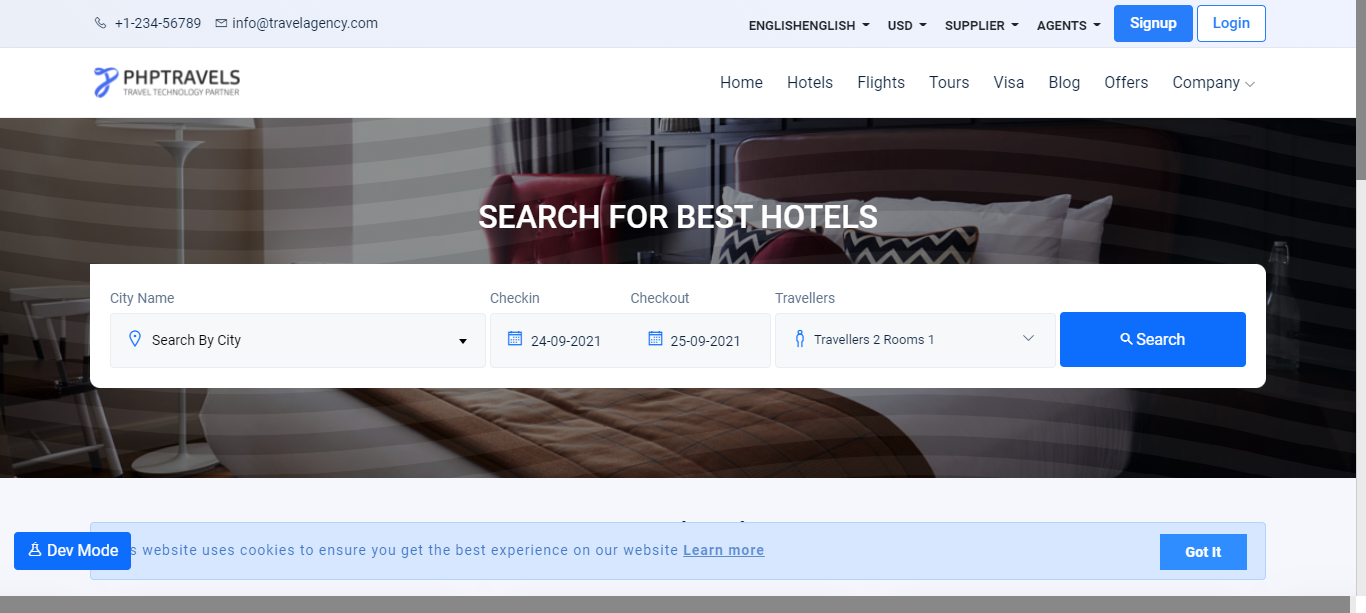 +1-234-56789 info@travelagency.com ENGLISHENGLISH USD SUPPLIER AGENTS Signup Login
PHPTRAVELS
TRAVEL TECHNOLOGY PARTNER
Home Hotels Flights Tours Visa Blog Offers Company
SEARCH FOR BEST HOTELS
City Name Checkin Checkout Travellers
Search By City 24-09-2021 25-09-2021 Travellers 2 Rooms 1 Search
Dev Mode website uses cookies to ensure you get the best experience on our website Learn more Got It